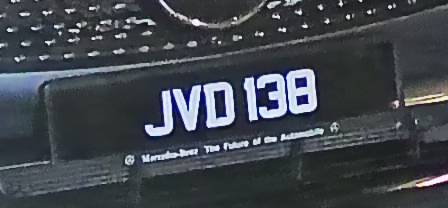 JVD 138
Mercedes-Benz The Future of the Automobile